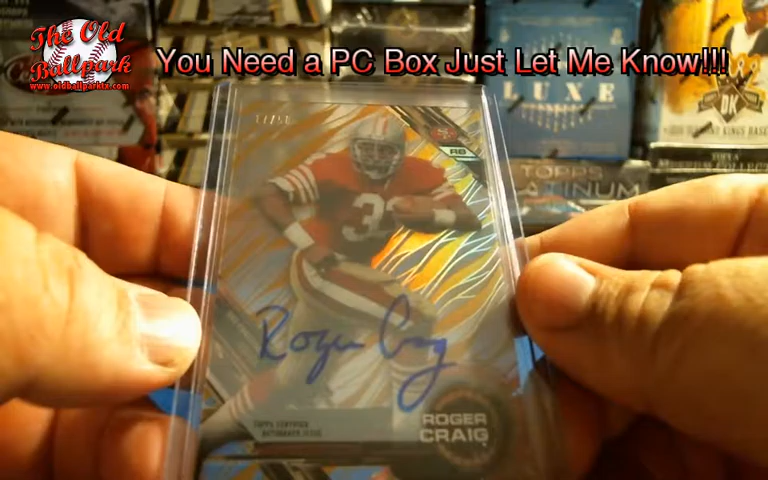 The Old
Ballpark
www.oldballparktx.com
You Need a PC Box Just Let Me Know!!!
LUXE
DK
TOPPS
PLATINUM
RB
3
Roger Craig
TOPPS CERTIFIED
AUTOGRAPH ISSUE
ROGER
CRAIG